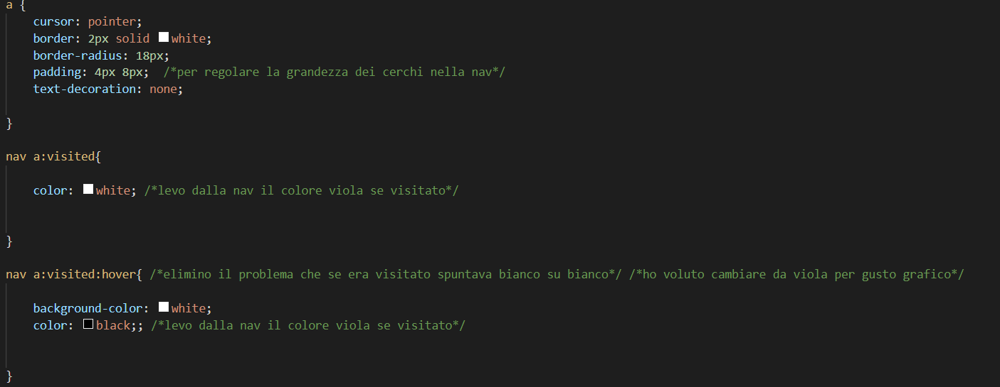 a {
cursor: pointer;
border: 2px solid white;
border-radius: 18px;
padding: 4px 8px;  /*per regolare la grandezza dei cerchi nella nav*/
text-decoration: none;
}
nav a:visited{
color: white; /*levo dalla nav il colore viola se visitato*/
}
nav a:visited:hover{ /*elimino il problema che se era visitato spuntava bianco su bianco*/ /*ho voluto cambiare da viola per gusto grafico*/
background-color: white;
color: black;; /*levo dalla nav il colore viola se visitato*/
}